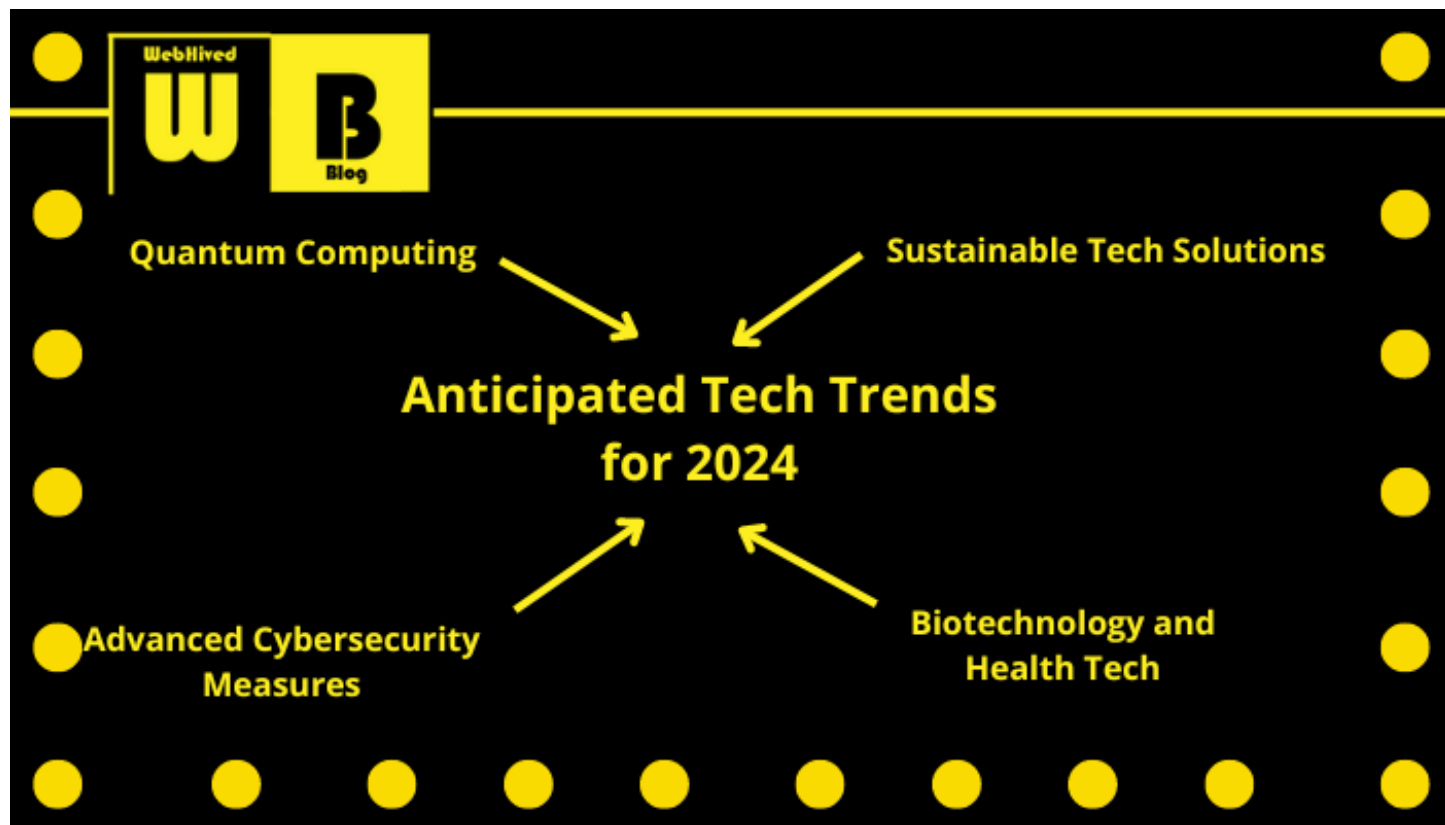 WebHived
W
B
Blog
Quantum Computing
Sustainable Tech Solutions
Anticipated Tech Trends
for 2024
Advanced Cybersecurity
Measures
Biotechnology and
Health Tech